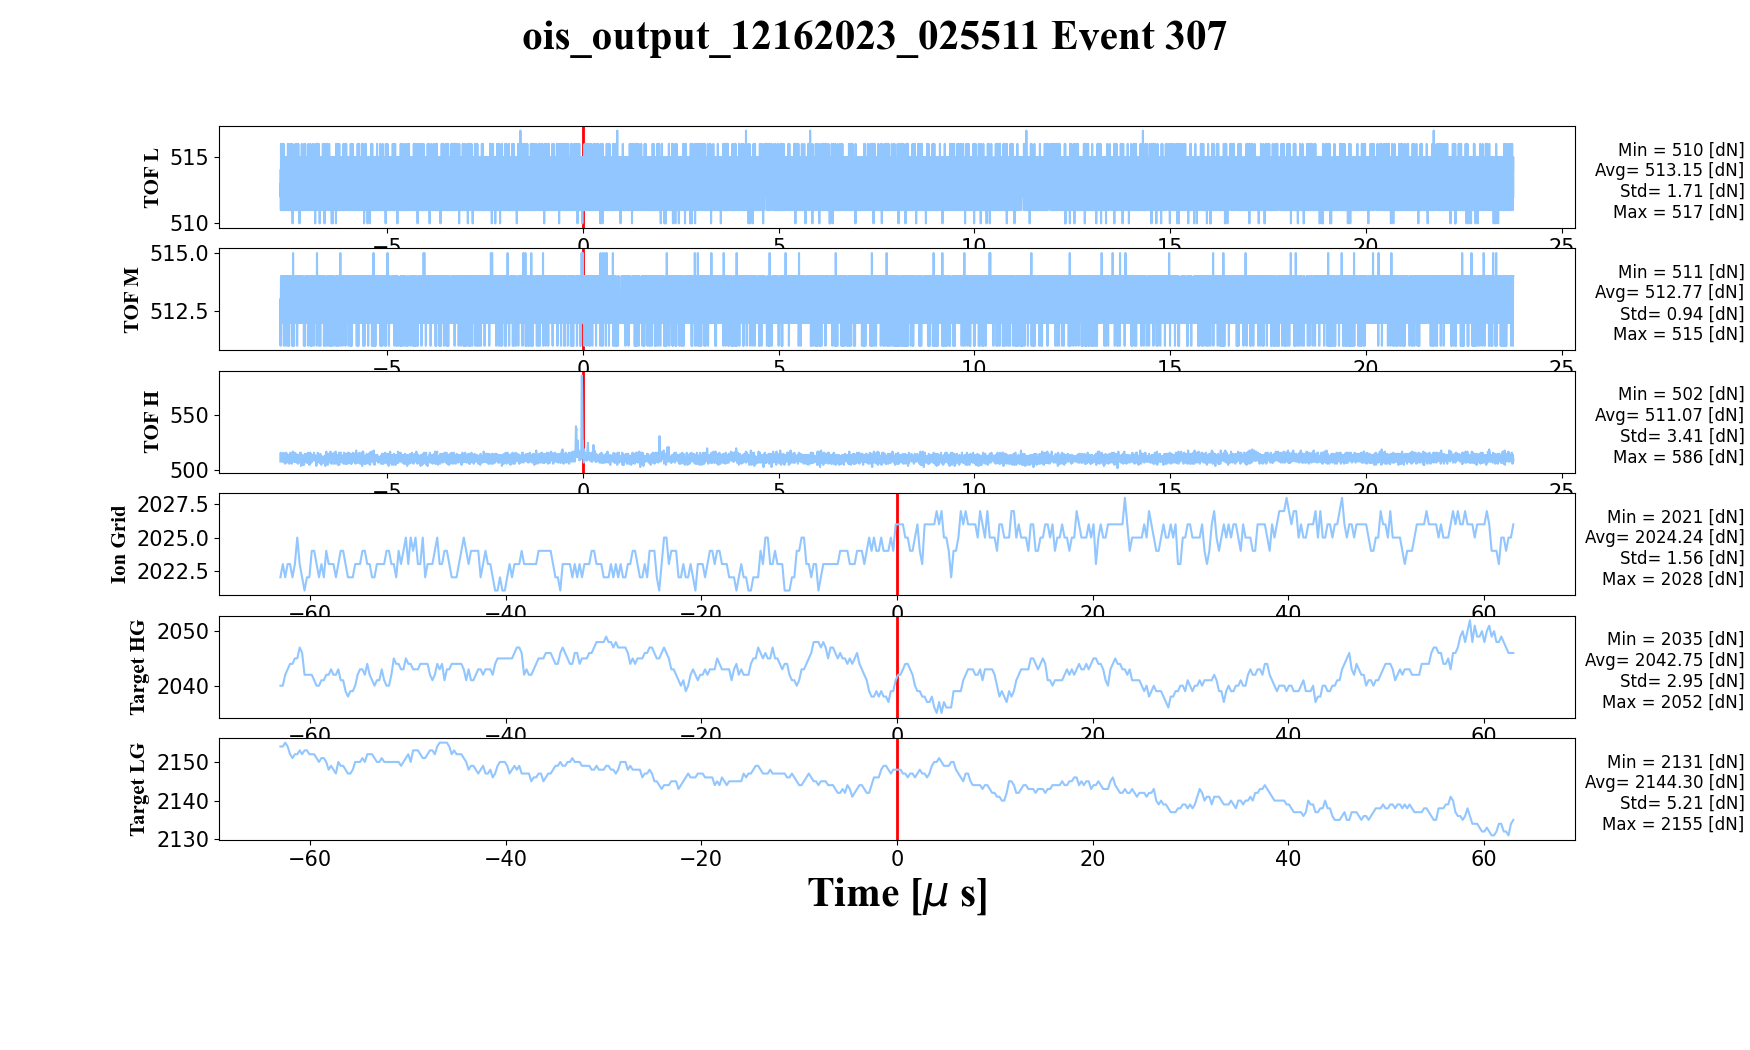 ois_output_12162023_025511 Event 307
TOF L
515
510
−5
0
5
10
15
20
25
Min = 510 [dN]
Avg= 513.15 [dN]
Std= 1.71 [dN]
Max = 517 [dN]
TOF M
515.0
512.5
−5
0
5
10
15
20
25
Min = 511 [dN]
Avg= 512.77 [dN]
Std= 0.94 [dN]
Max = 515 [dN]
TOF H
550
500
−5
0
5
10
15
20
25
Min = 502 [dN]
Avg= 511.07 [dN]
Std= 3.41 [dN]
Max = 586 [dN]
Ion Grid
2027.5
2025.0
2022.5
−60
−40
−20
0
20
40
60
Min = 2021 [dN]
Avg= 2024.24 [dN]
Std= 1.56 [dN]
Max = 2028 [dN]
Target HG
2050
2040
−60
−40
−20
0
20
40
60
Min = 2035 [dN]
Avg= 2042.75 [dN]
Std= 2.95 [dN]
Max = 2052 [dN]
Target LG
2150
2140
2130
−60
−40
−20
0
20
40
60
Min = 2131 [dN]
Avg= 2144.30 [dN]
Std= 5.21 [dN]
Max = 2155 [dN]
Time [μ s]